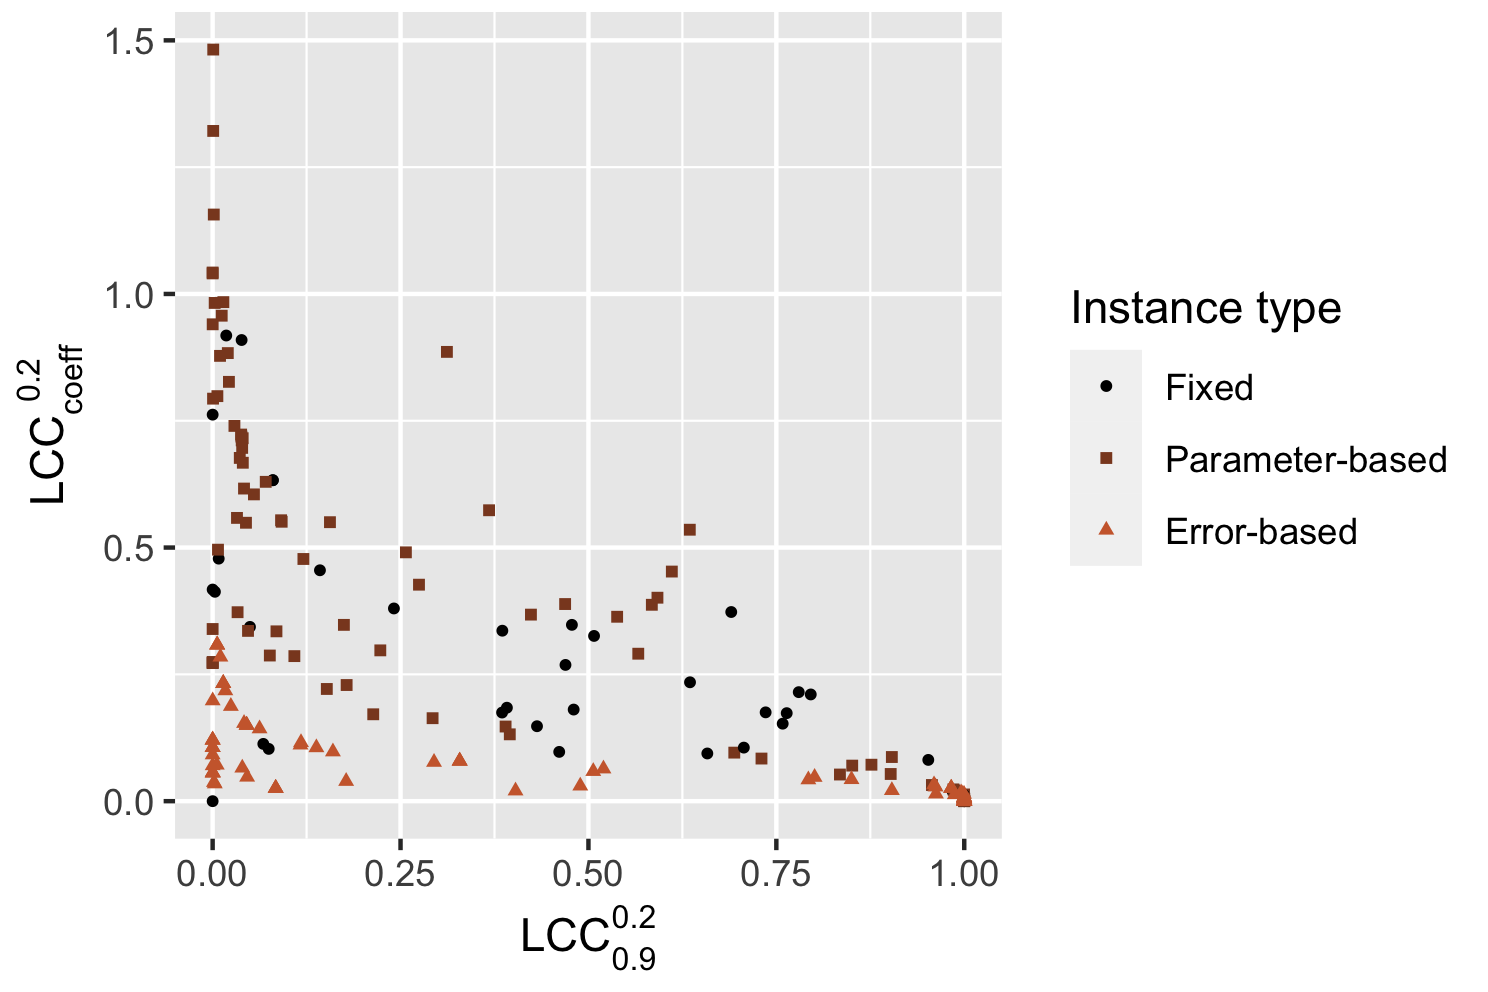 1.5
1.0
0.5
0.0
LCC0.2coeff
0.00 0.25 0.50 0.75 1.00
LCC0.20.9
Instance type
Fixed
Parameter-based
Error-based